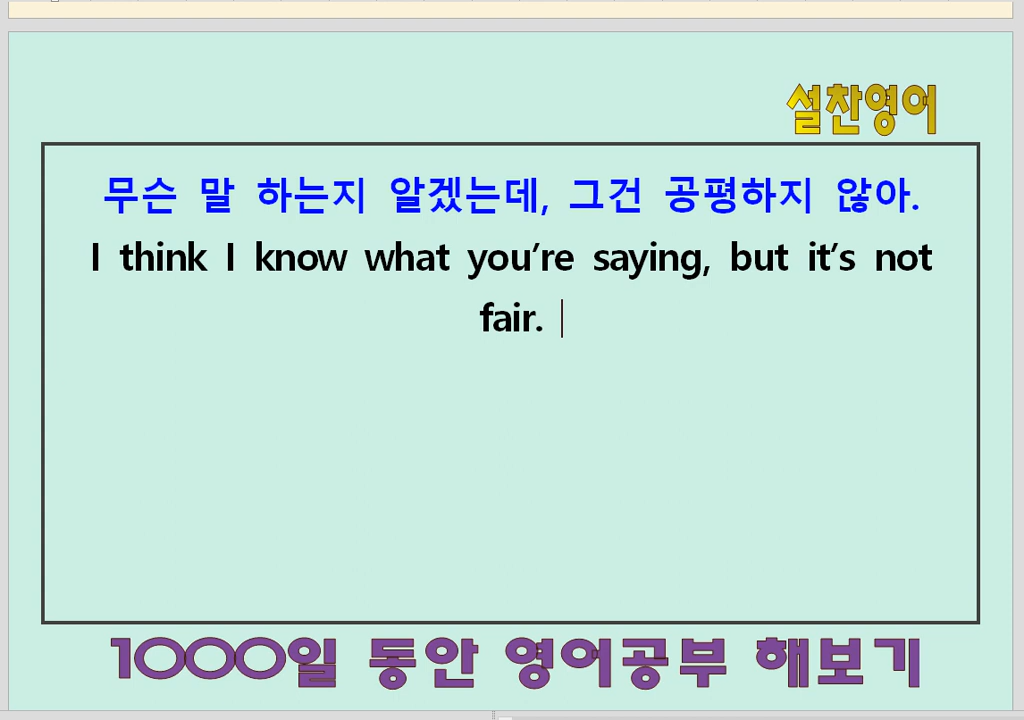 설찬영어
무슨 말 하는지 알겠는데, 그건 공평하지 않아.
I think I know what you’re saying, but it’s not
fair.
1000일 동안 영어공부 해보기